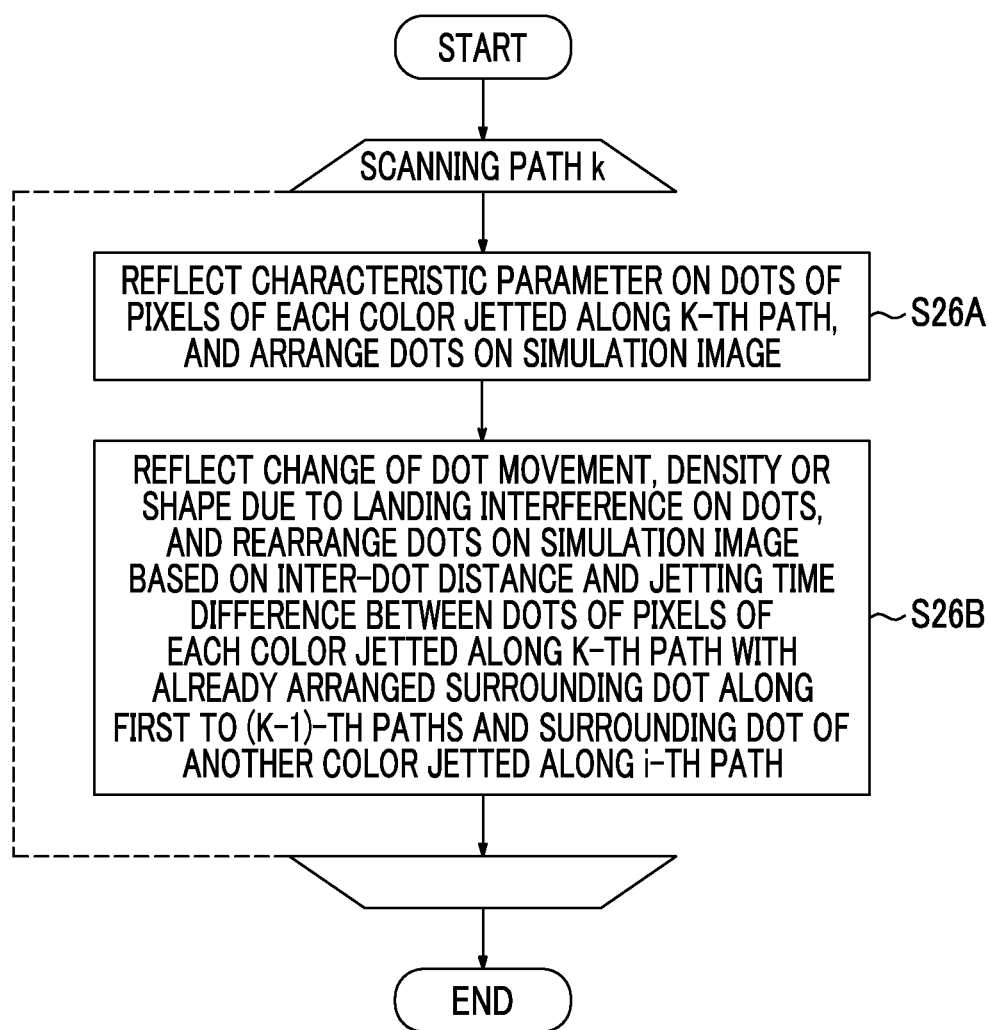 START
SCANNING PATH k
REFLECT CHARACTERISTIC PARAMETER ON DOTS OF
PIXELS OF EACH COLOR JETTED ALONG K-TH PATH,
AND ARRANGE DOTS ON SIMULATION IMAGE
S26A
REFLECT CHANGE OF DOT MOVEMENT, DENSITY OR
SHAPE DUE TO LANDING INTERFERENCE ON DOTS,
AND REARRANGE DOTS ON SIMULATION IMAGE
BASED ON INTER-DOT DISTANCE AND JETTING TIME
DIFFERENCE BETWEEN DOTS OF PIXELS OF
EACH COLOR JETTED ALONG K-TH PATH WITH
ALREADY ARRANGED SURROUNDING DOT ALONG
FIRST TO (K-1)-TH PATHS AND SURROUNDING DOT OF
ANOTHER COLOR JETTED ALONG i-TH PATH
S26B
END